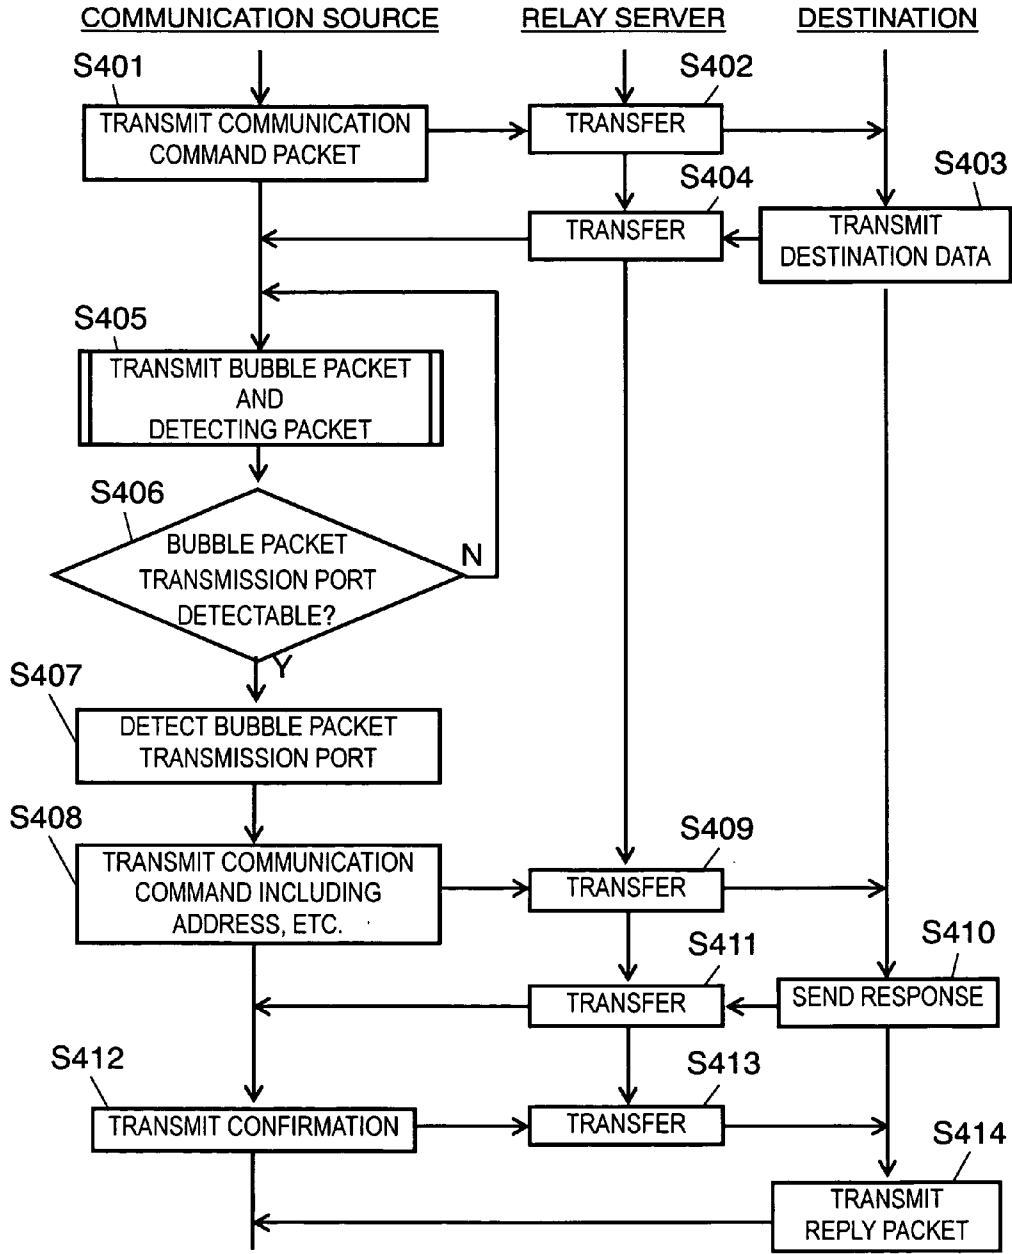 COMMUNICATION SOURCE
RELAY SERVER
DESTINATION
S401
S402
TRANSMIT COMMUNICATION
COMMAND PACKET
TRANSFER
S403
S404
TRANSFER
TRANSMIT
DESTINATION DATA
S405
TRANSMIT BUBBLE PACKET
AND
DETECTING PACKET
S406
BUBBLE PACKET
TRANSMISSION PORT
DETECTABLE?
N
Y
S407
DETECT BUBBLE PACKET
TRANSMISSION PORT
S408
S409
TRANSMIT COMMUNICATION
COMMAND INCLUDING
ADDRESS, ETC.
TRANSFER
S411
S410
TRANSFER
SEND RESPONSE
S412
S413
TRANSMIT CONFIRMATION
TRANSFER
S414
TRANSMIT
REPLY PACKET